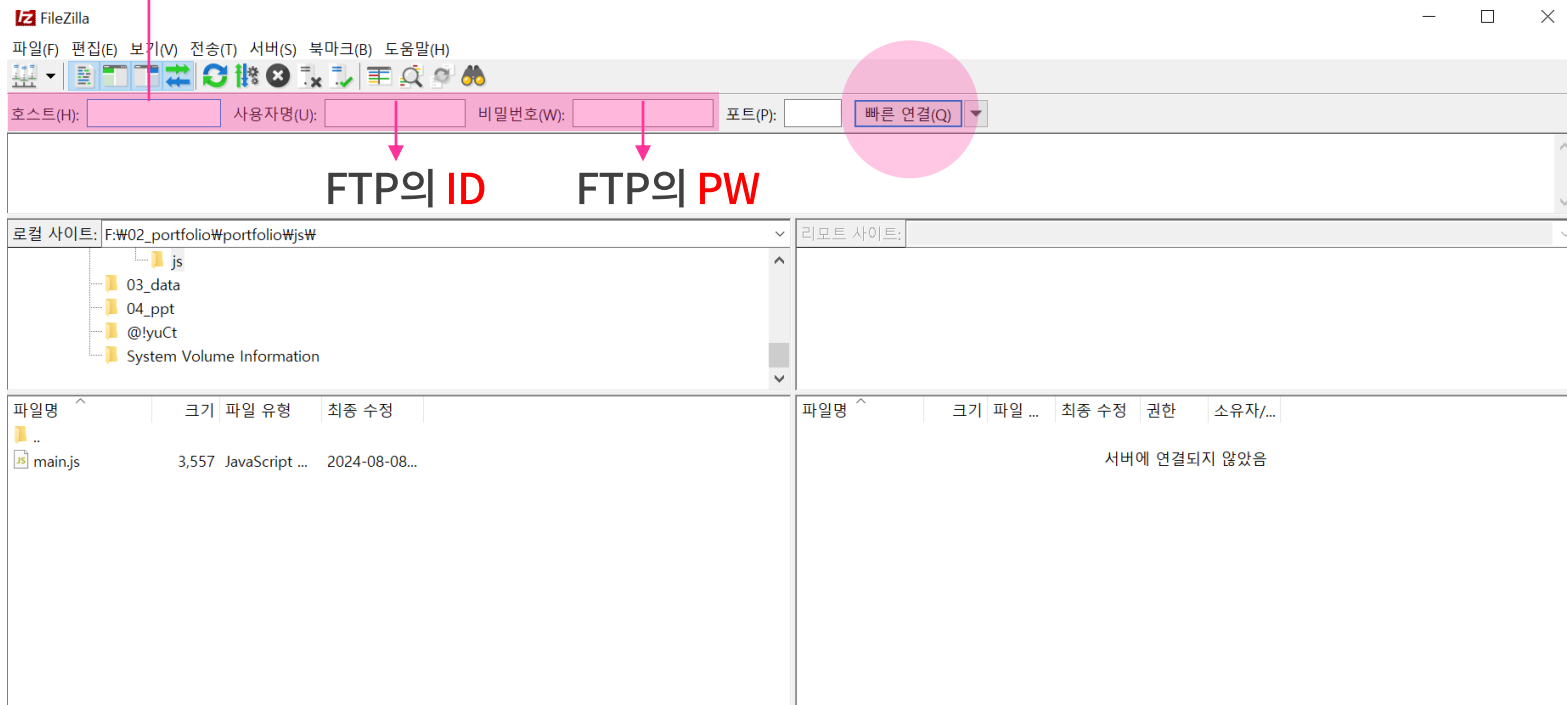 FileZilla
파일(F) 편집(E) 보기(V) 전송(T) 서버(S) 북마크(B) 도움말(H)
호스트(H): 사용자명(U): 비밀번호(W): 포트(P): 빠른 연결(Q)
FTP의 ID FTP의 PW
로컬 사이트: F:₩02_portfolio₩portfolio₩js₩ 리모트 사이트:
js
03_data
04_ppt
@!yuCt
System Volume Information
파일명 크기 파일 유형 최종 수정 파일명 크기 파일 ... 최종 수정 권한 소유자/...
..
main.js 3,557 JavaScript ... 2024-08-08...
서버에 연결되지 않았음